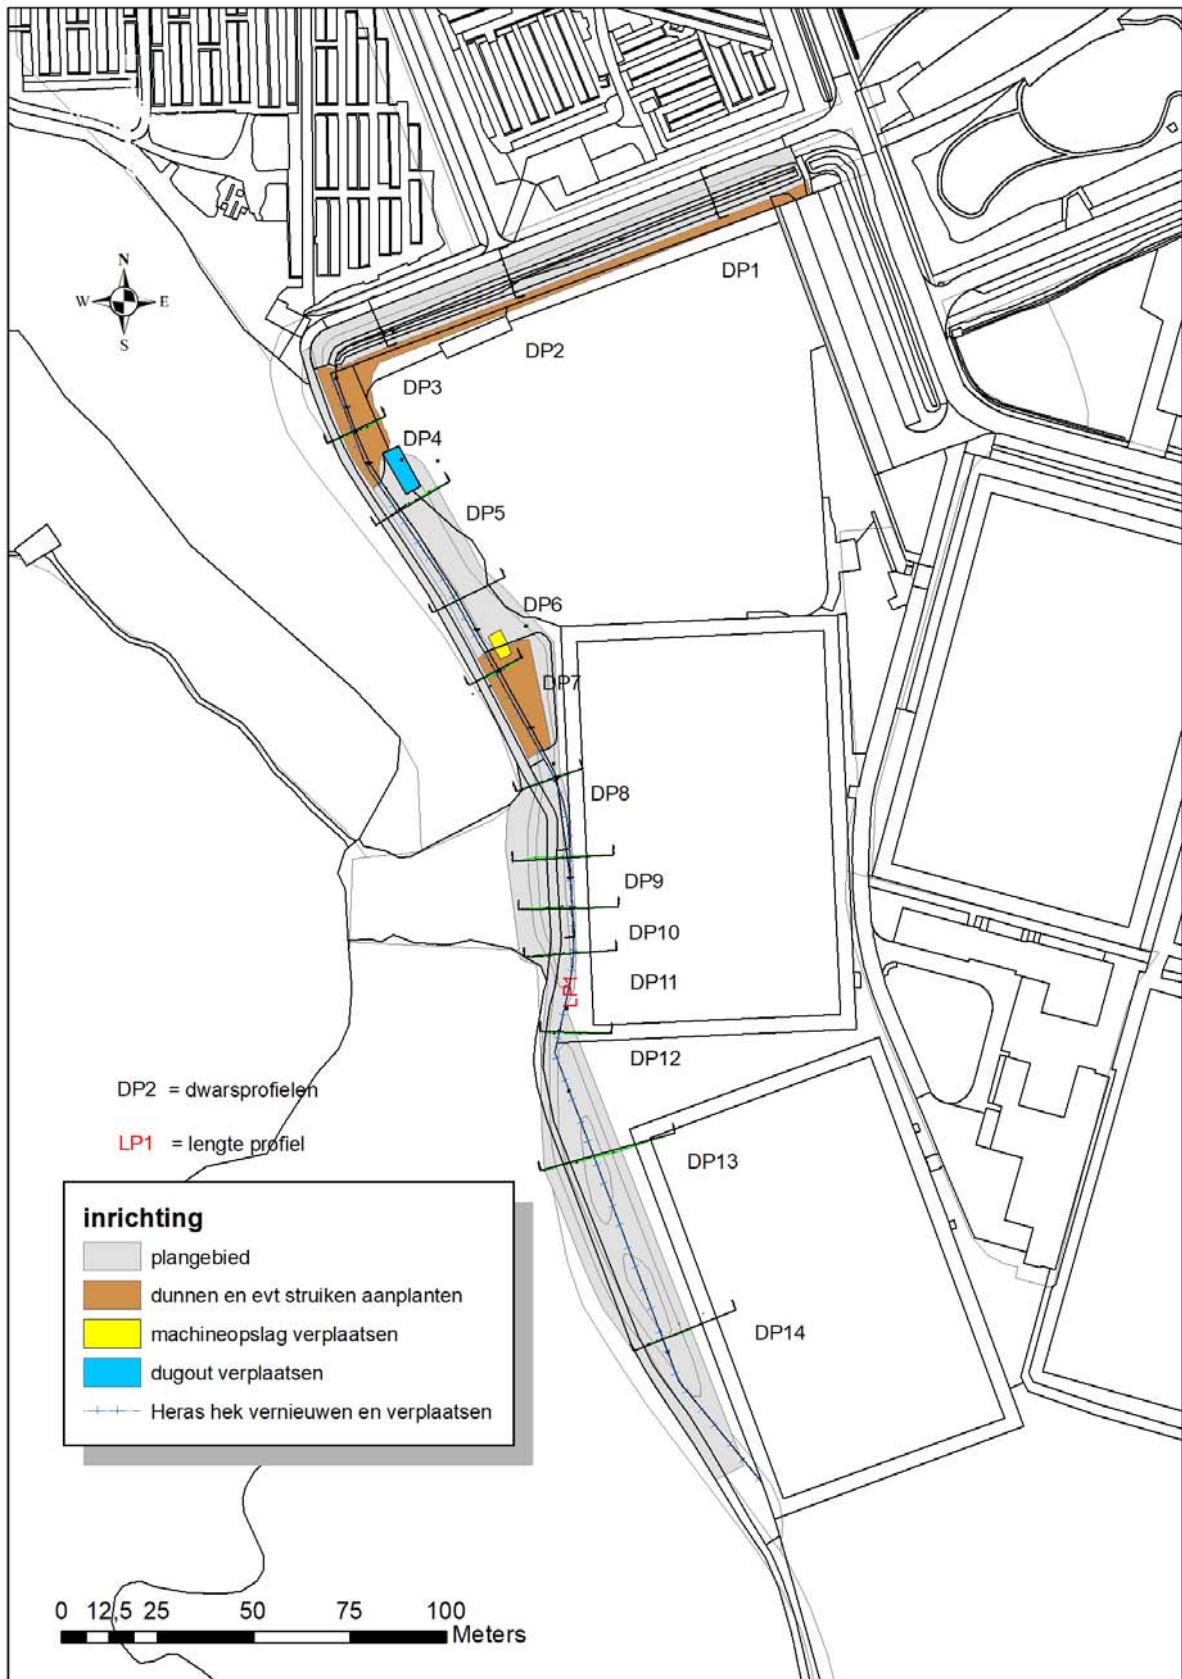 N
W E
S
DP1
DP2
DP3
DP4
DP5
DP6
DP7
DP8
DP9
DP10
DP11
LP1
DP12
DP13
DP14
DP2 = dwarsprofielen
LP1 = lengte profiel
inrichting
plangebied
dunnen en evt struiken aanplanten
machineopslag verplaatsen
dugout verplaatsen
Heras hek vernieuwen en verplaatsen
0 12,5 25 50 75 100
Meters